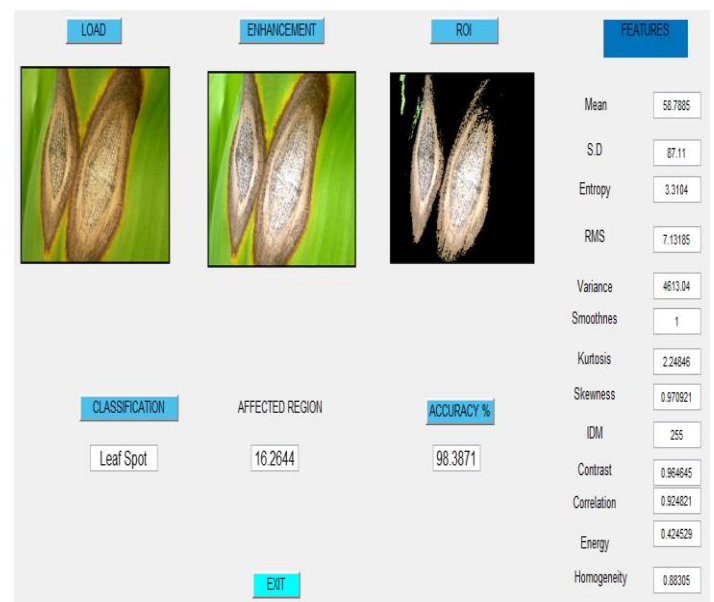 LOAD
ENHANCEMENT
ROI
FEATURES
Mean 58.7885
S.D 87.11
Entropy 3.3104
RMS 7.13185
Variance 4613.04
Smoothnes 1
Kurtosis 2.24846
Skewness 0.970921
IDM 255
Contrast 0.964645
Correlation 0.924821
Energy 0.424529
Homogeneity 0.88305
CLASSIFICATION
AFFECTED REGION
ACCURACY %
Leaf Spot
16.2644
98.3871
EXIT